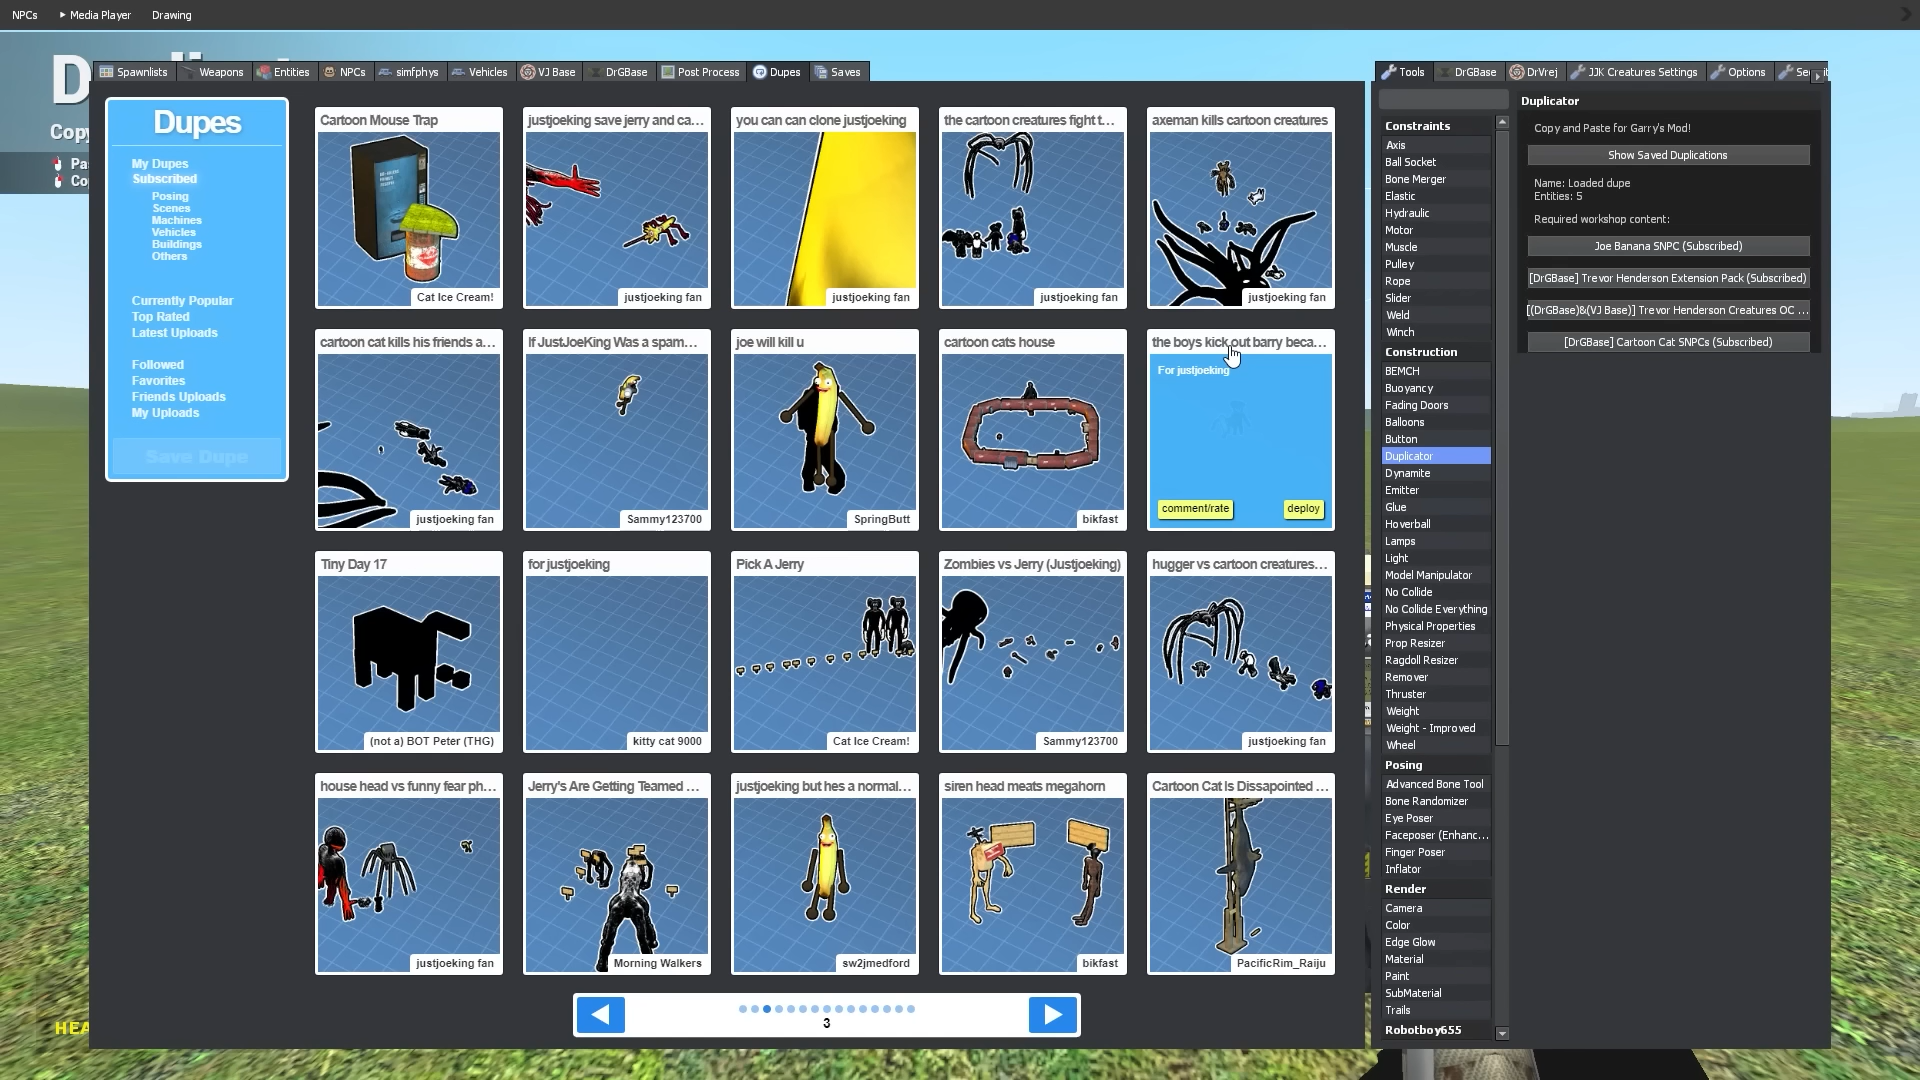 NPCs
Media Player
Drawing
Spawnlists
Weapons
Entities
NPCs
simfphys
Vehicles
VJ Base
DrGBase
Post Process
Dupes
Saves
Dupes
My Dupes
Subscribed
Posing
Scenes
Machines
Vehicles
Buildings
Others
Currently Popular
Top Rated
Latest Uploads
Followed
Favorites
Friends Uploads
My Uploads
Save Dupe
Cartoon Mouse Trap
Cat Ice Cream!
justjoeking save jerry and ca...
justjoeking fan
you can can clone justjoeking
justjoeking fan
the cartoon creatures fight t...
justjoeking fan
axeman kills cartoon creatures
justjoeking fan
cartoon cat kills his friends a...
justjoeking fan
If JustJoeKing Was a spam...
Sammy123700
joe will kill u
SpringButt
cartoon cats house
bikfast
the boys kick out barry beca...
For justjoeking
comment/rate
deploy
Tiny Day 17
(not a) BOT Peter (THG)
for justjoeking
kitty cat 9000
Pick A Jerry
Cat Ice Cream!
Zombies vs Jerry (Justjoeking)
Sammy123700
hugger vs cartoon creatures...
justjoeking fan
house head vs funny fear ph...
justjoeking fan
Jerry's Are Getting Teamed ...
Morning Walkers
justjoeking but hes a normal...
sw2jmedford
siren head meats megahorn
bikfast
Cartoon Cat Is Dissapointed ...
PacificRim_Raiju
3
Tools
DrGBase
DrVrej
JJK Creatures Settings
Options
Constraints
Axis
Ball Socket
Bone Merger
Elastic
Hydraulic
Motor
Muscle
Pulley
Rope
Slider
Weld
Winch
Construction
BEMCH
Buoyancy
Fading Doors
Balloons
Button
Duplicator
Dynamite
Emitter
Glue
Hoverball
Lamps
Light
Model Manipulator
No Collide
No Collide Everything
Physical Properties
Prop Resizer
Ragdoll Resizer
Remover
Thruster
Weight
Weight - Improved
Wheel
Posing
Advanced Bone Tool
Bone Randomizer
Eye Poser
Faceposer (Enhanc...
Finger Poser
Inflator
Render
Camera
Color
Edge Glow
Material
Paint
SubMaterial
Trails
Robotboy655
Duplicator
Copy and Paste for Garry's Mod!
Show Saved Duplications
Name: Loaded dupe
Entities: 5
Required workshop content:
Joe Banana SNPC (Subscribed)
[DrGBase] Trevor Henderson Extension Pack (Subscribed)
[(DrGBase)&(VJ Base)] Trevor Henderson Creatures OC ...
[DrGBase] Cartoon Cat SNPCs (Subscribed)